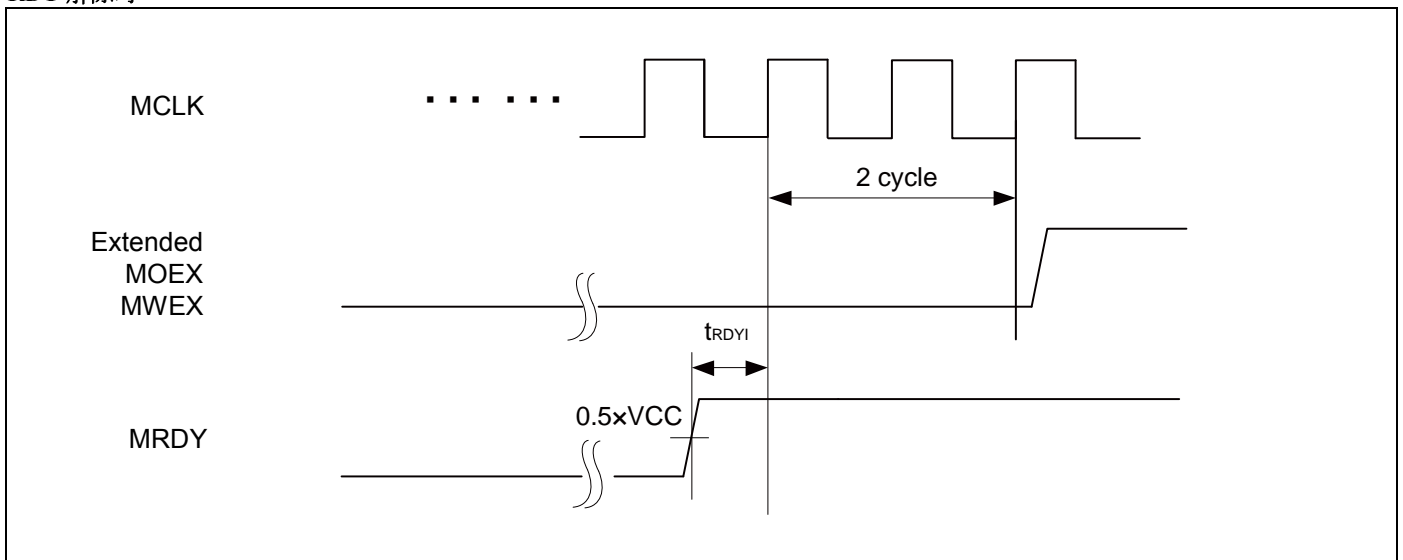 MCLK
... ...
2 cycle
Extended
MOEX
MWEX
tRDYI
0.5×VCC
MRDY